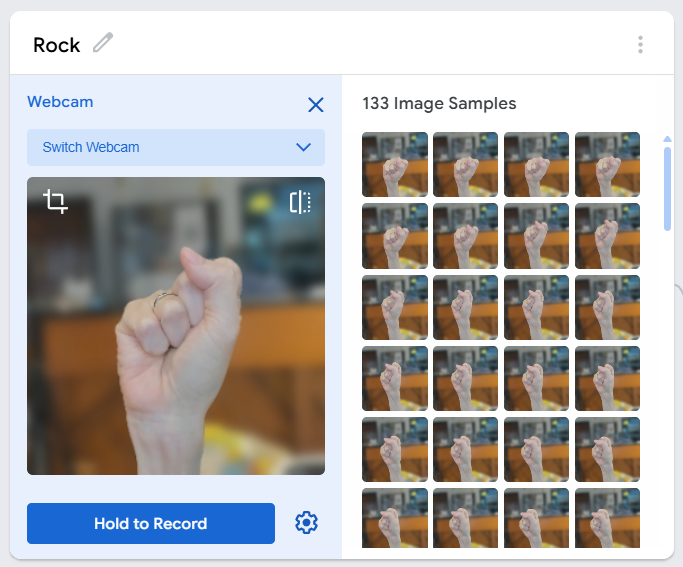 Rock
Webcam
Switch Webcam
Hold to Record
133 Image Samples